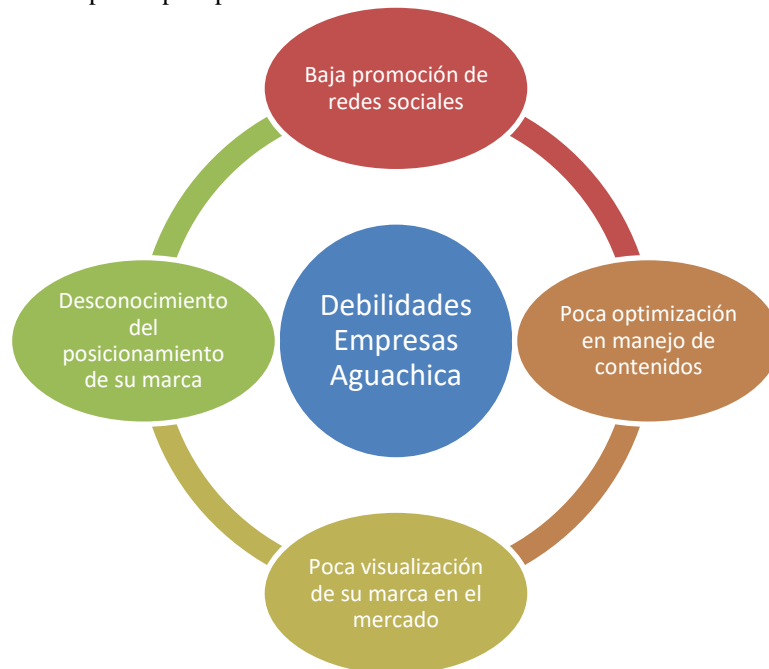 Baja promoción de
redes sociales
Desconocimiento
del
posicionamiento
de su marca
Debilidades
Empresas
Aguachica
Poca optimización
en manejo de
contenidos
Poca visualización
de su marca en el
mercado